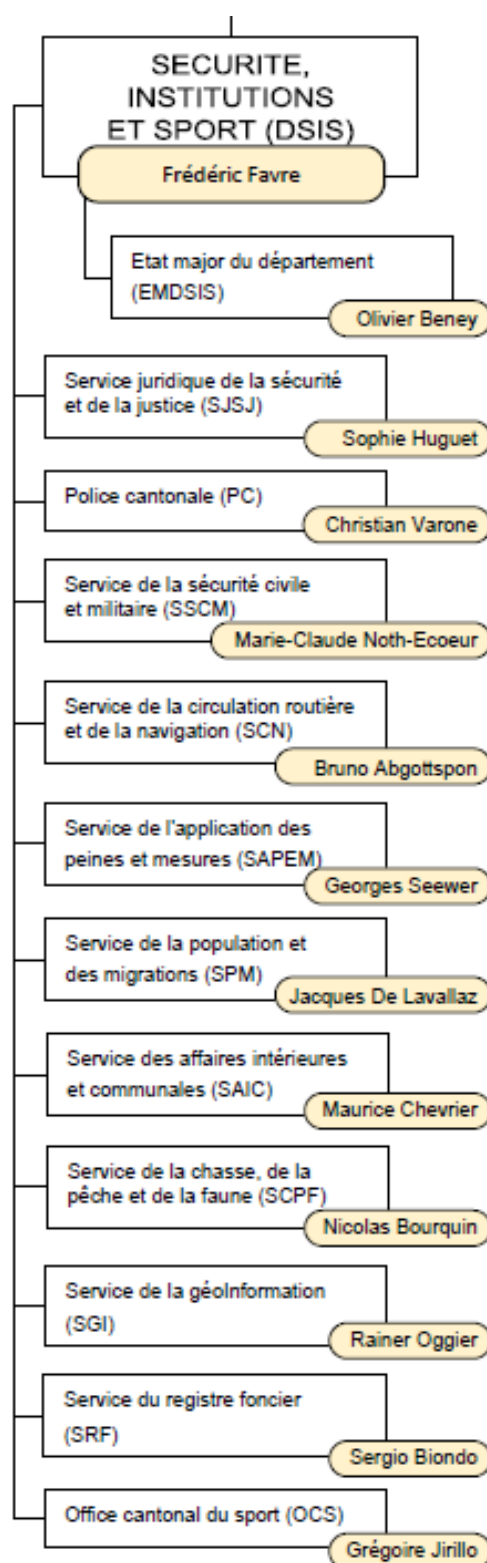 SECURITE,
INSTITUTIONS
ET SPORT (DSIS)
Frédéric Favre
Etat major du département
(EMDSIS)
Olivier Beney
Service juridique de la sécurité
et de la justice (SJSJ)
Sophie Huguet
Police cantonale (PC)
Christian Varone
Service de la sécurité civile
et militaire (SSCM)
Marie-Claude Noth-Ecoeur
Service de la circulation routière
et de la navigation (SCN)
Bruno Abgottspon
Service de l'application des
peines et mesures (SAPEM)
Georges Seewer
Service de la population et
des migrations (SPM)
Jacques De Lavallaz
Service des affaires intérieures
et communales (SAIC)
Maurice Chevrier
Service de la chasse, de la
pêche et de la faune (SCPF)
Nicolas Bourquin
Service de la géoInformation
(SGI)
Rainer Oggier
Service du registre foncier
(SRF)
Sergio Biondo
Office cantonal du sport (OCS)
Grégoire Jirillo